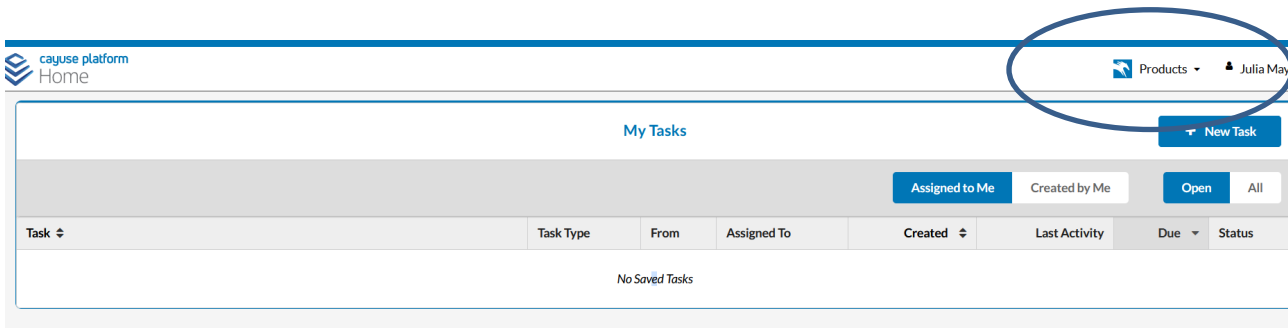 cayuse platform
Home
Products
Julia May
My Tasks
+ New Task
Assigned to Me Created by Me Open All
Task Task Type From Assigned To Created Last Activity Due Status
No Saved Tasks